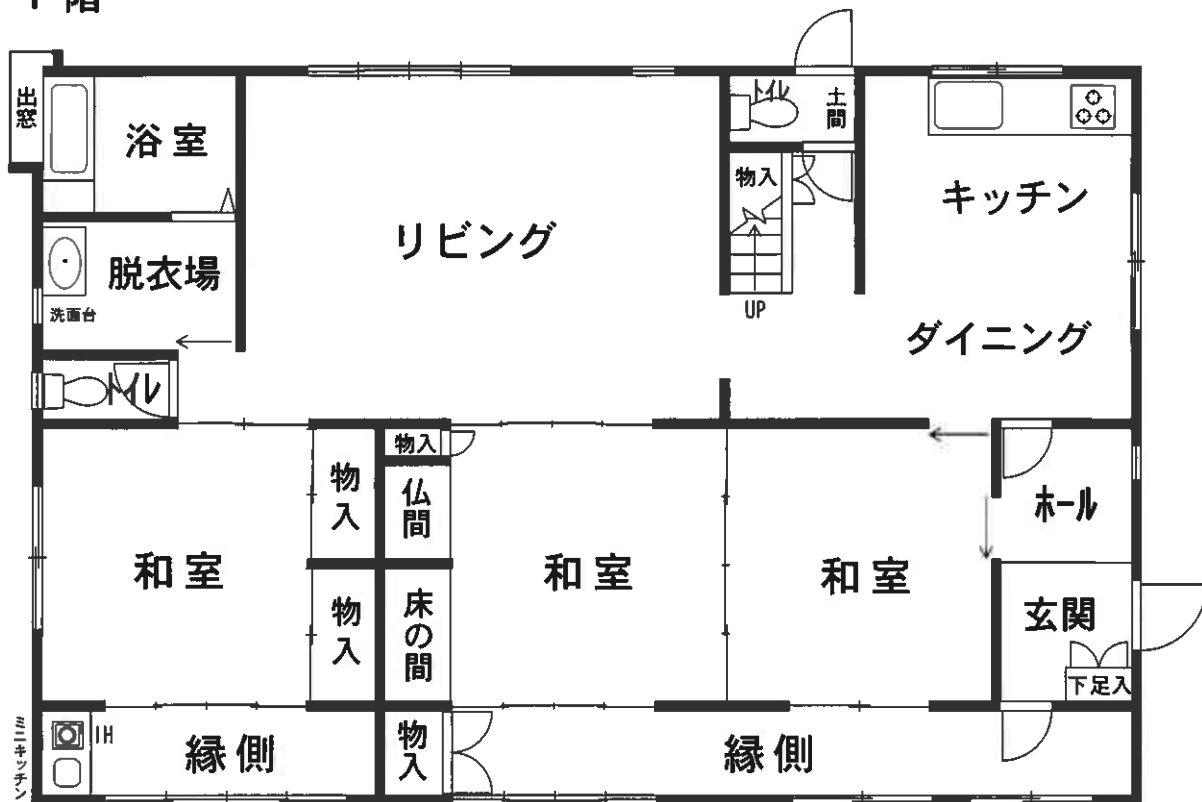 1階
出窓
浴室
脱衣場
洗面台
トイレ
リビング
トイレ
土間
物入
UP
キッチン
ダイニング
和室
物入
物入
物入
仏間
床の間
和室
和室
ホール
玄関
下足入
ミニキッチン
IH
縁側
物入
縁側